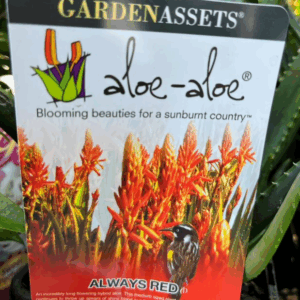 GARDENASSETS®
aloe-aloe®
Blooming beauties for a sunburnt country™
ALWAYS RED